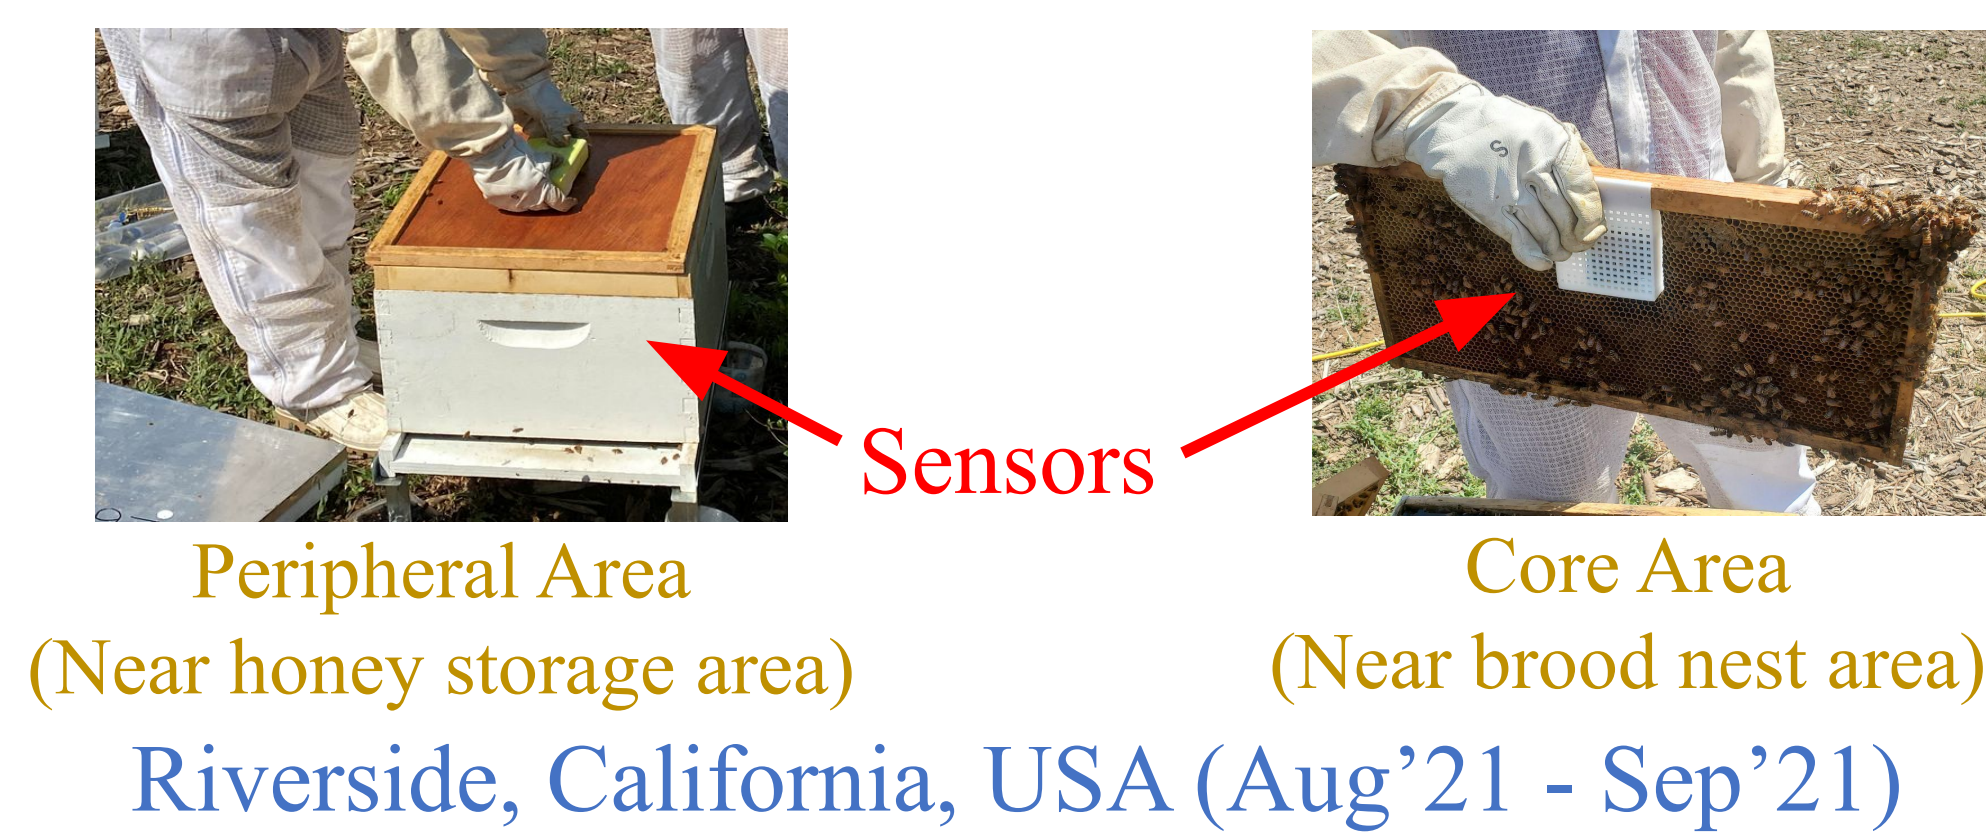 S
Sensors
Peripheral Area
(Near honey storage area)
Core Area
(Near brood nest area)
Riverside, California, USA (Aug’21 - Sep’21)